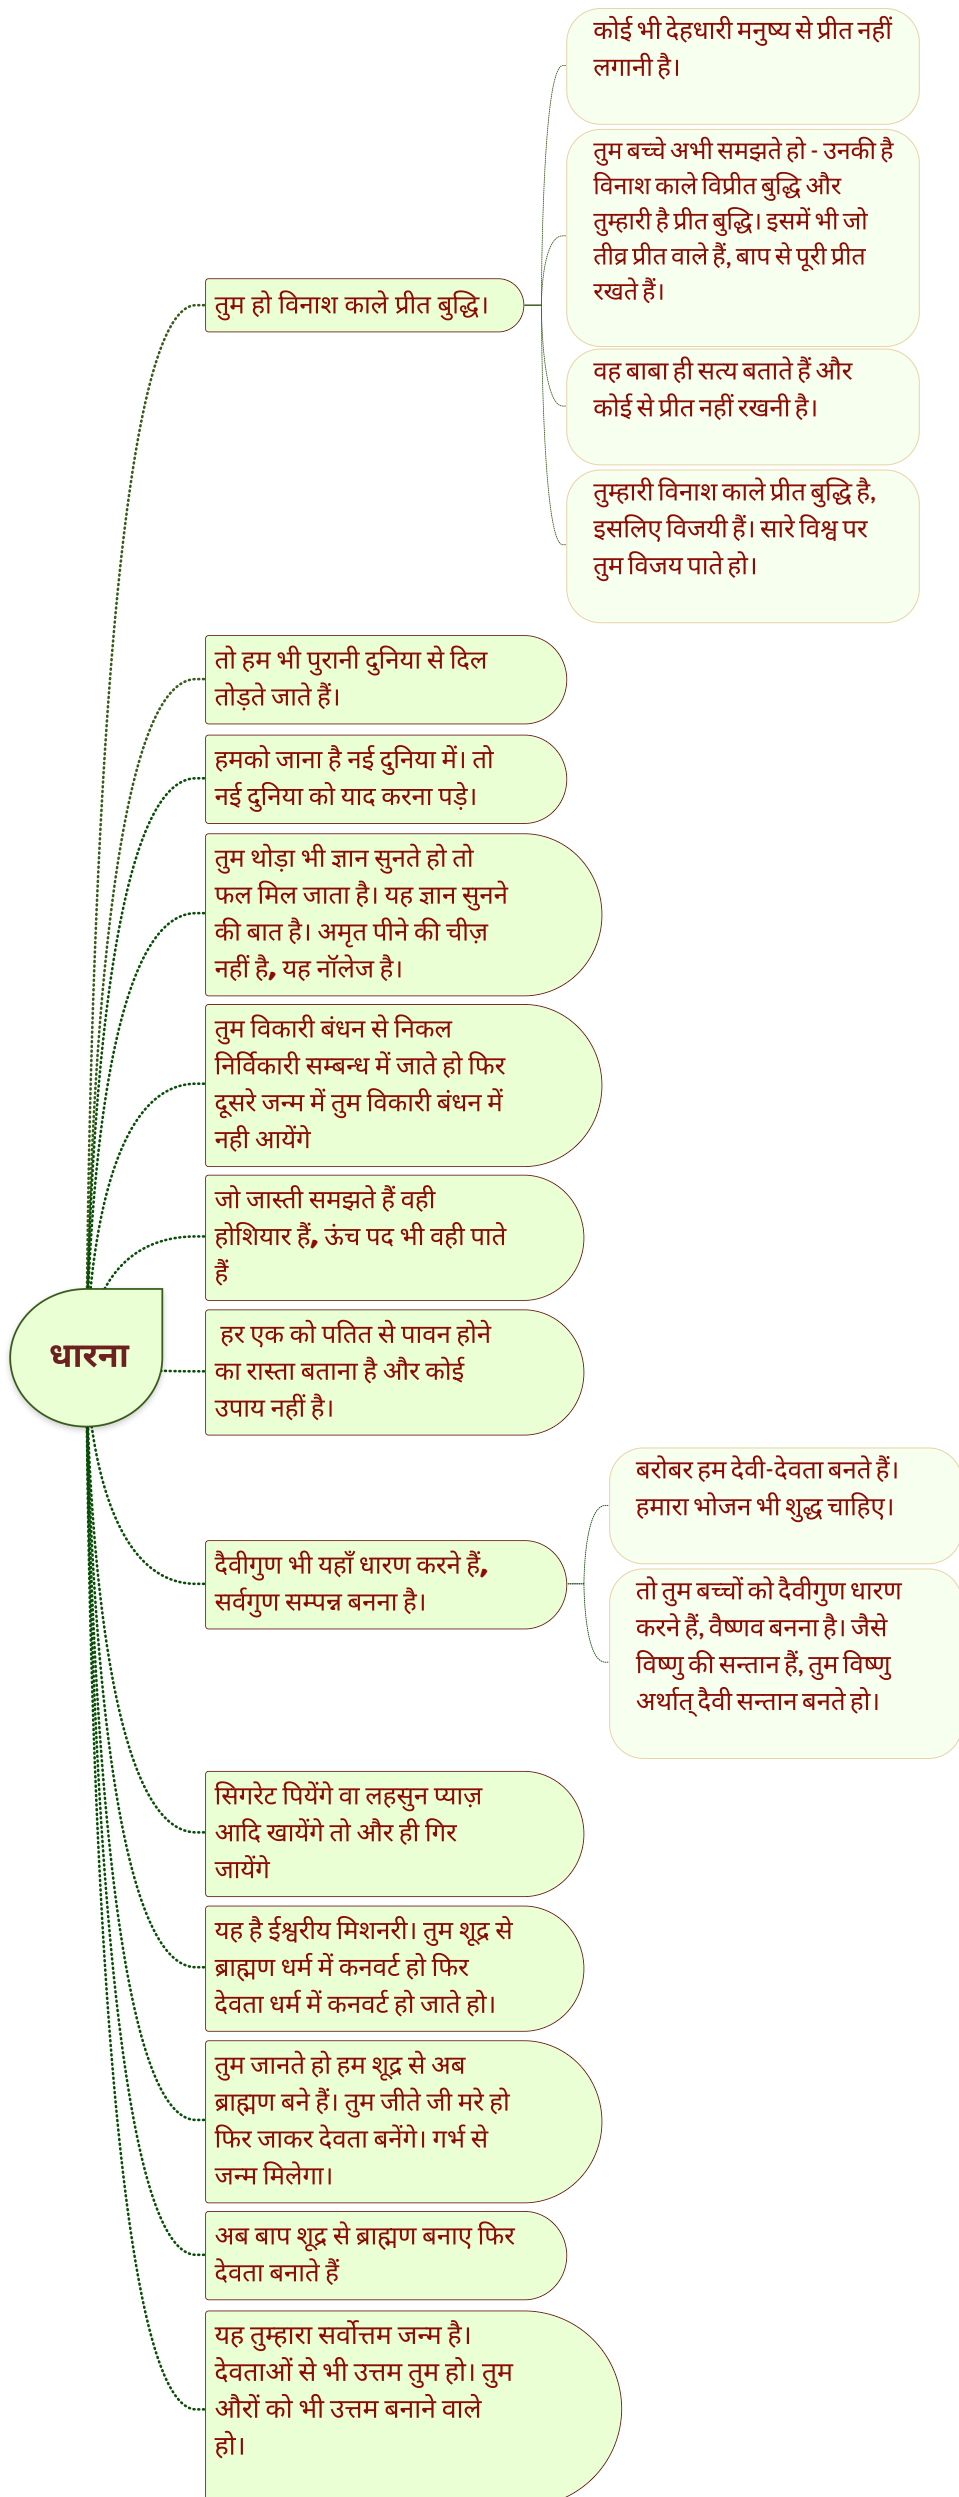 कोई भी देहधारी मनुष्य से प्रीत नहीं
लगानी है।
तुम बच्चे अभी समझते हो - उनकी है
विनाश काले विप्रीत बुद्धि और
तुम्हारी है प्रीत बुद्धि। इसमें भी जो
तीव्र प्रीत वाले हैं, बाप से पूरी प्रीत
रखते हैं।
तुम हो विनाश काले प्रीत बुद्धि।
वह बाबा ही सत्य बताते हैं और
कोई से प्रीत नहीं रखनी है।
तुम्हारी विनाश काले प्रीत बुद्धि है,
इसलिए विजयी हैं। सारे विश्व पर
तुम विजय पाते हो।
तो हम भी पुरानी दुनिया से दिल
तोड़ते जाते हैं।
हमको जाना है नई दुनिया में। तो
नई दुनिया को याद करना पड़े।
तुम थोड़ा भी ज्ञान सुनते हो तो
फल मिल जाता है। यह ज्ञान सुनने
की बात है। अमृत पीने की चीज़
नहीं है, यह नॉलेज है।
तुम विकारी बंधन से निकल
निर्विकारी सम्बन्ध में जाते हो फिर
दूसरे जन्म में तुम विकारी बंधन में
नही आयेंगे
जो जास्ती समझते हैं वही
होशियार हैं, ऊंच पद भी वही पाते
हैं
धारना
हर एक को पतित से पावन होने
का रास्ता बताना है और कोई
उपाय नहीं है।
बरोबर हम देवी-देवता बनते हैं।
हमारा भोजन भी शुद्ध चाहिए।
दैवीगुण भी यहाँ धारण करने हैं,
सर्वगुण सम्पन्न बनना है।
तो तुम बच्चों को दैवीगुण धारण
करने हैं, वैष्णव बनना है। जैसे
विष्णु की सन्तान हैं, तुम विष्णु
अर्थात् दैवी सन्तान बनते हो।
सिगरेट पियेंगे वा लहसुन प्याज़
आदि खायेंगे तो और ही गिर
जायेंगे
यह है ईश्वरीय मिशनरी। तुम शूद्र से
ब्राह्मण धर्म में कनवर्ट हो फिर
देवता धर्म में कनवर्ट हो जाते हो।
तुम जानते हो हम शूद्र से अब
ब्राह्मण बने हैं। तुम जीते जी मरे हो
फिर जाकर देवता बनेंगे। गर्भ से
जन्म मिलेगा।
अब बाप शूद्र से ब्राह्मण बनाए फिर
देवता बनाते हैं
यह तुम्हारा सर्वोत्तम जन्म है।
देवताओं से भी उत्तम तुम हो। तुम
औरों को भी उत्तम बनाने वाले
हो।